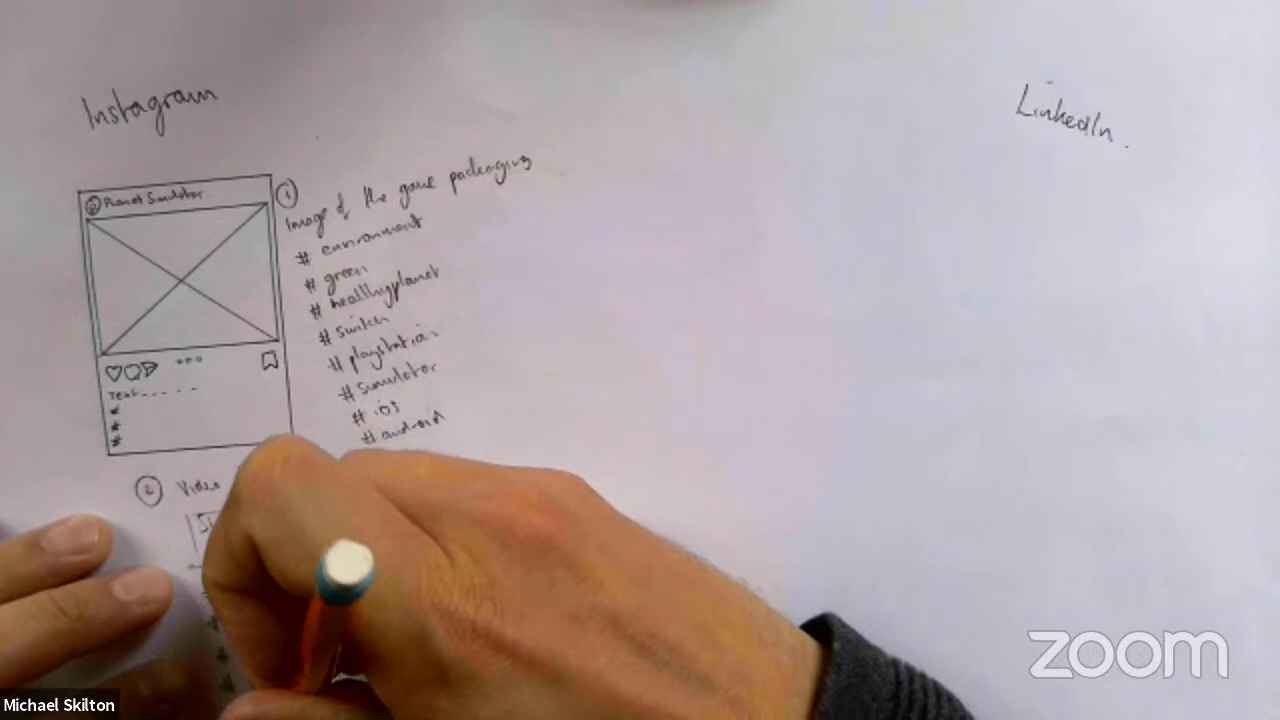 Instagram
LinkedIn.
Planet Simulator
1
Image of the game packaging
# environment
# green
# healthyplanet
# switch
# playstation
# simulator
# ios
# android
Text - - - - -
#
#
#
2 Video
Michael Skilton
zoom